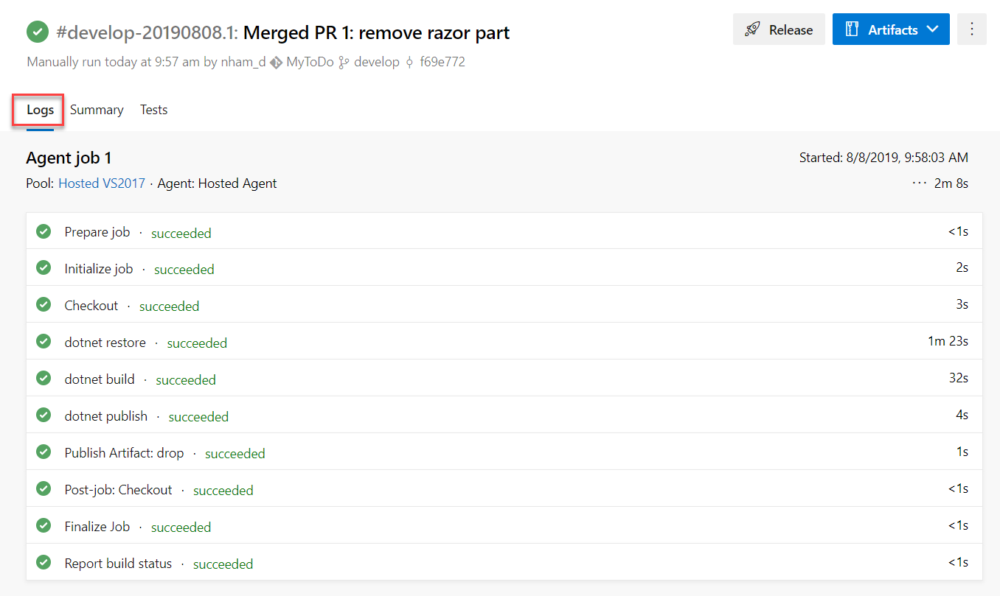 #develop-20190808.1: Merged PR 1: remove razor part
Release
Artifacts
Manually run today at 9:57 am by nham_d MyToDo develop f69e772
Logs Summary Tests
Agent job 1
Started: 8/8/2019, 9:58:03 AM
Pool: Hosted VS2017 · Agent: Hosted Agent
··· 2m 8s
Prepare job · succeeded <1s
Initialize job · succeeded 2s
Checkout · succeeded 3s
dotnet restore · succeeded 1m 23s
dotnet build · succeeded 32s
dotnet publish · succeeded 4s
Publish Artifact: drop · succeeded 1s
Post-job: Checkout · succeeded <1s
Finalize Job · succeeded <1s
Report build status · succeeded <1s